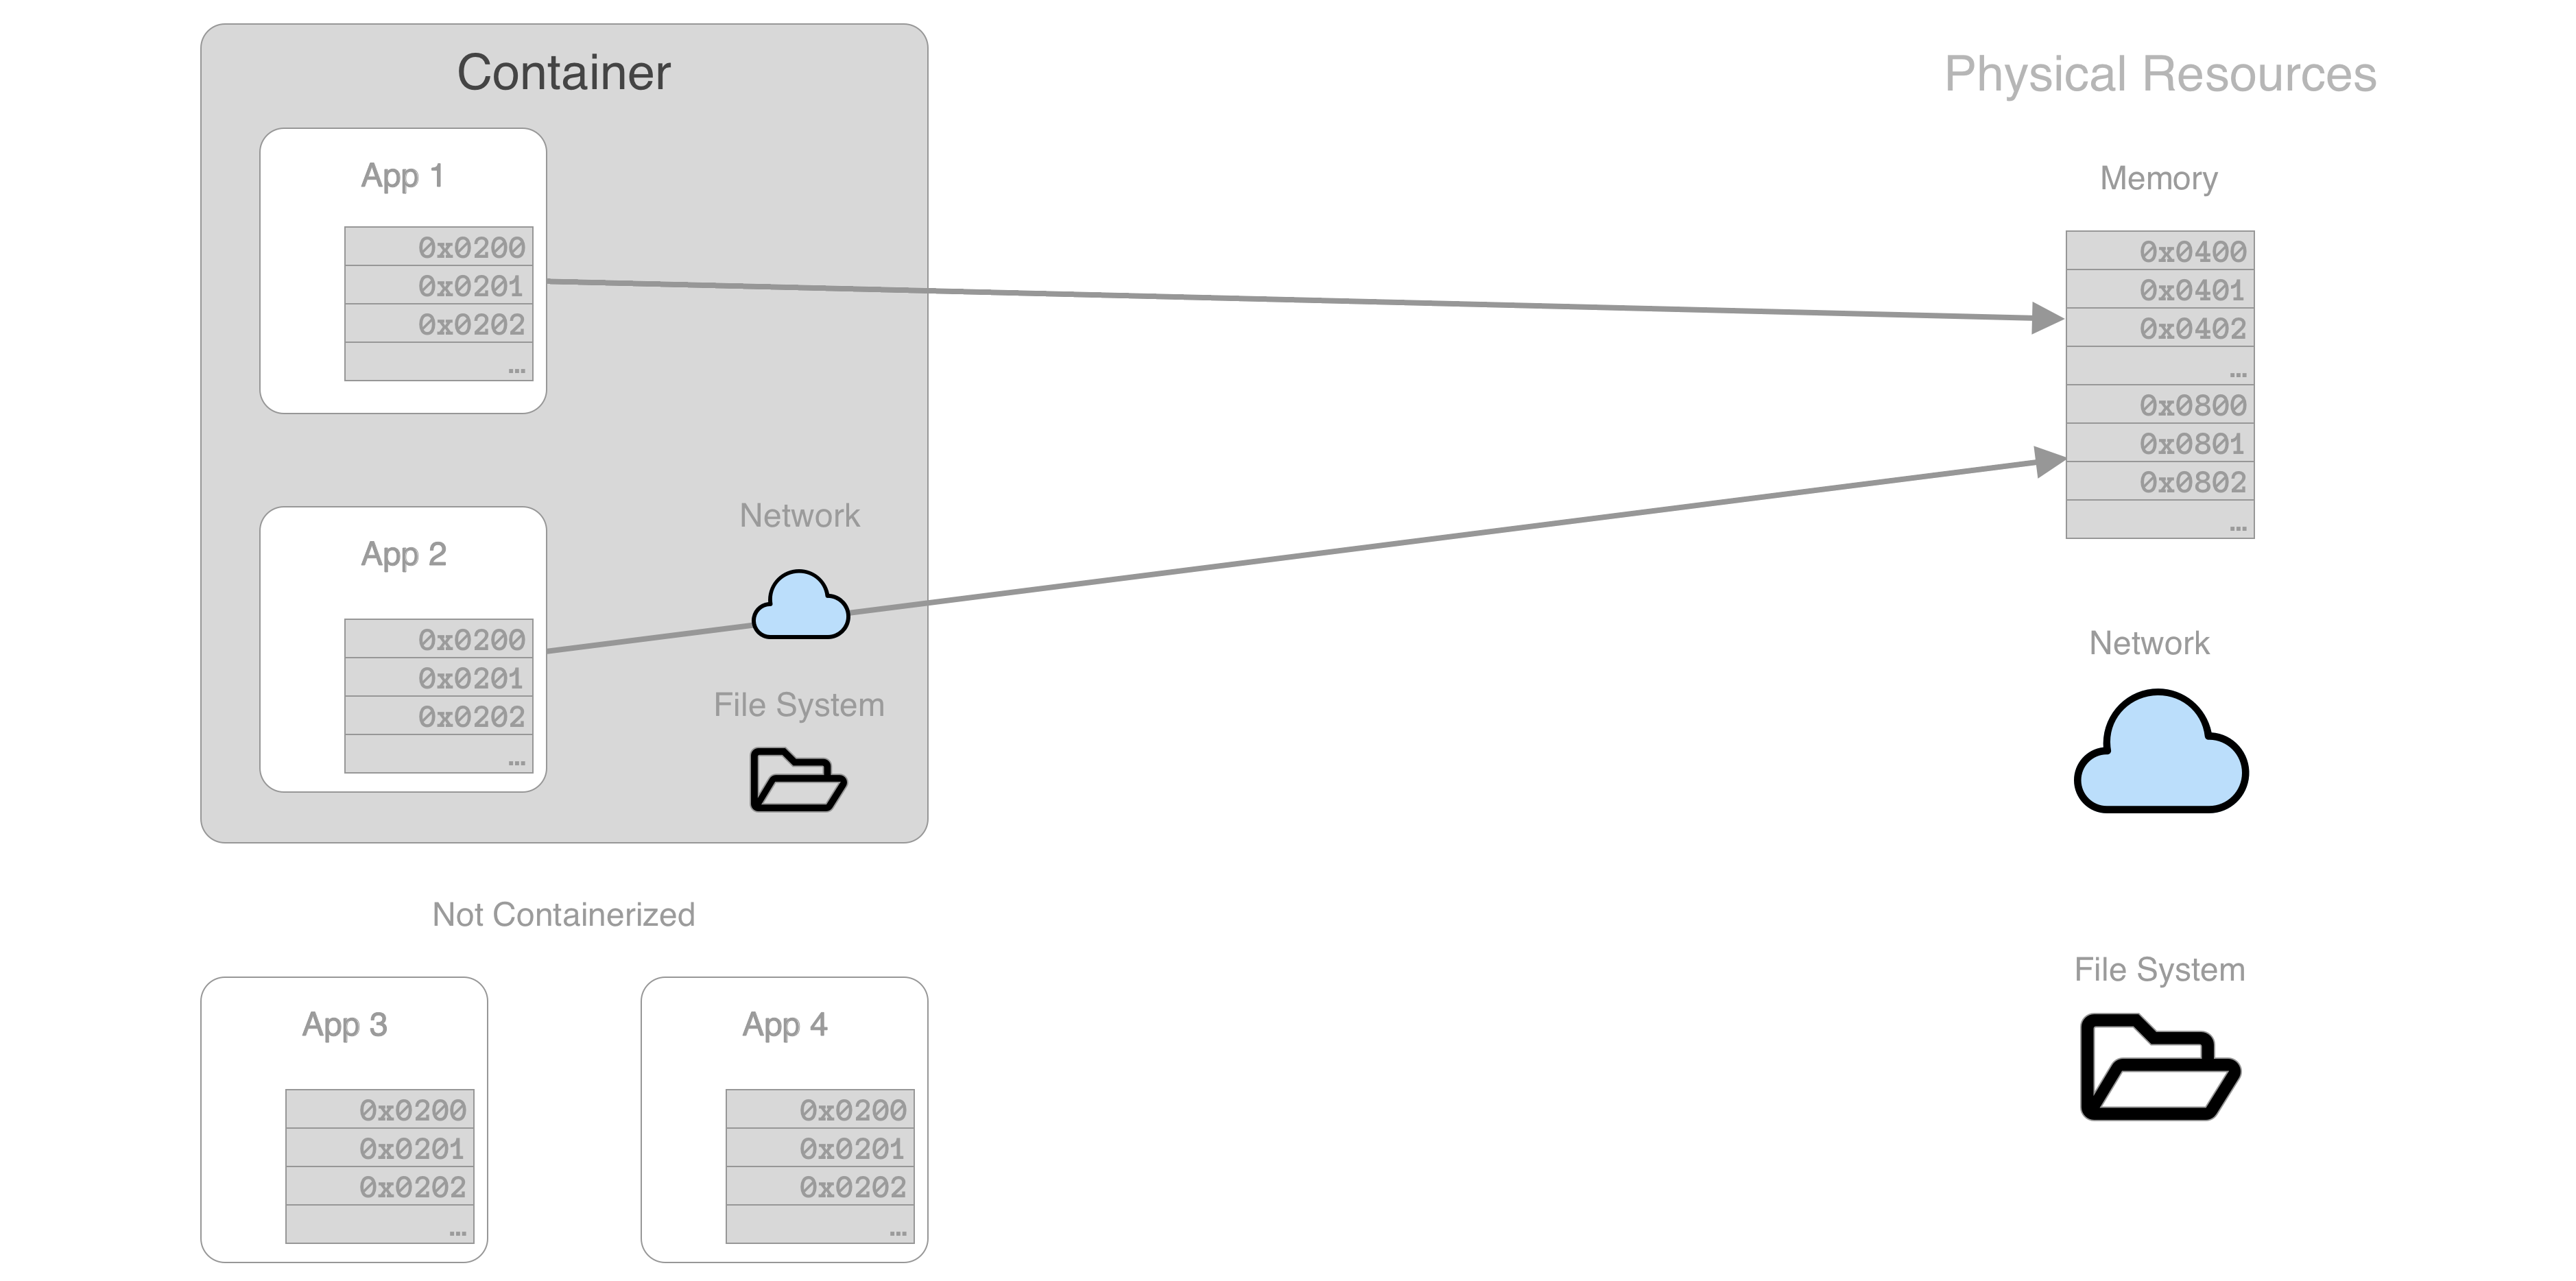 Container
App 1
0x0200
0x0201
0x0202
...
App 2
0x0200
0x0201
0x0202
...
Network
File System
Not Containerized
App 3
0x0200
0x0201
0x0202
...
App 4
0x0200
0x0201
0x0202
...
Physical Resources
Memory
0x0400
0x0401
0x0402
...
0x0800
0x0801
0x0802
...
Network
File System